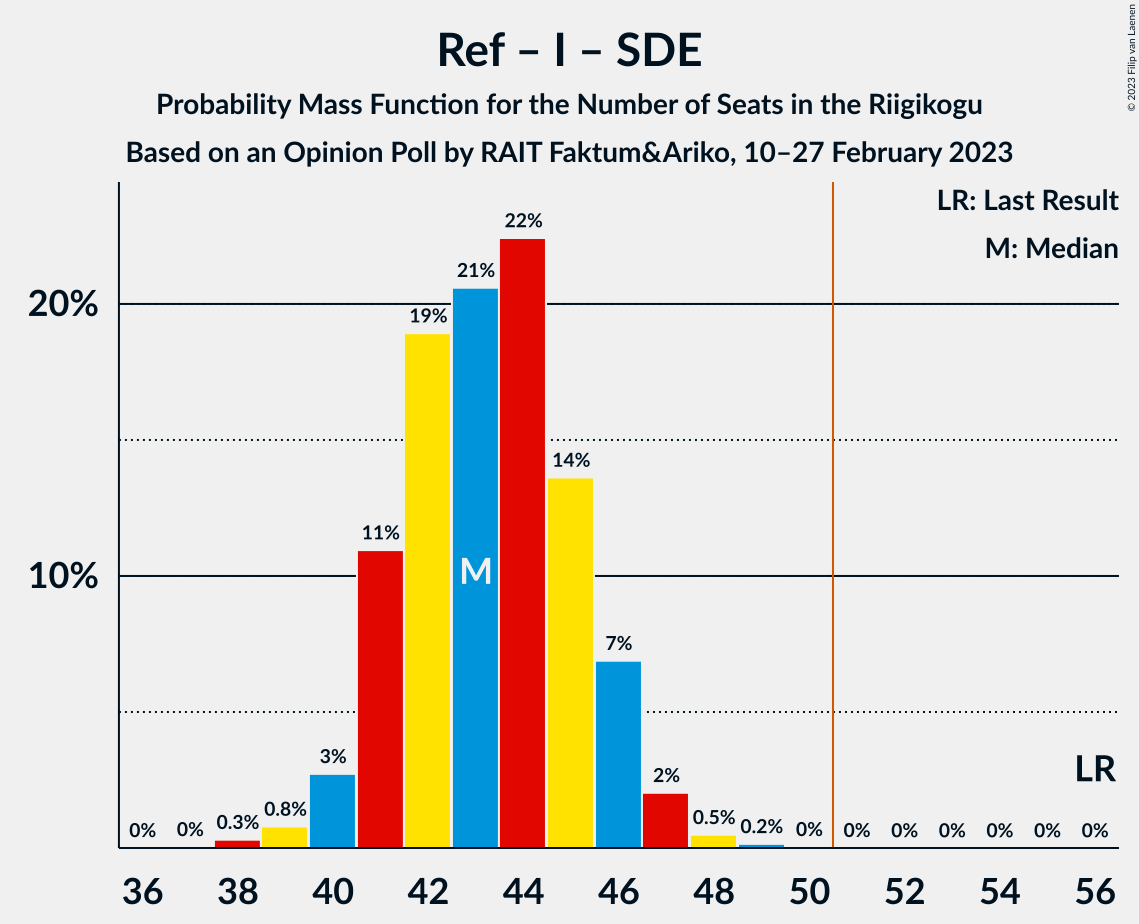 Ref – I – SDE
Probability Mass Function for the Number of Seats in the Riigikogu
Based on an Opinion Poll by RAIT Faktum&Ariko, 10–27 February 2023
© 2023 Filip van Laenen
LR: Last Result
M: Median
20%
10%
0% 0% 0.3% 0.8% 3% 11% 19% 21% 22% 14% 7% 2% 0.5% 0.2% 0% 0% 0% 0% 0% 0% 0%
M
LR
36 38 40 42 44 46 48 50 52 54 56